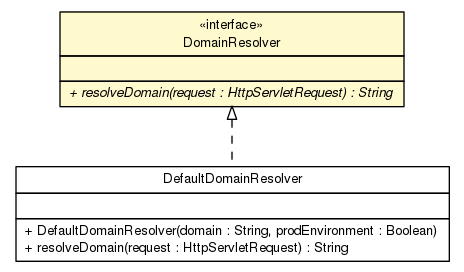 «interface»
DomainResolver
+ resolveDomain(request : HttpServletRequest) : String
DefaultDomainResolver
+ DefaultDomainResolver(domain : String, prodEnvironment : Boolean)
+ resolveDomain(request : HttpServletRequest) : String